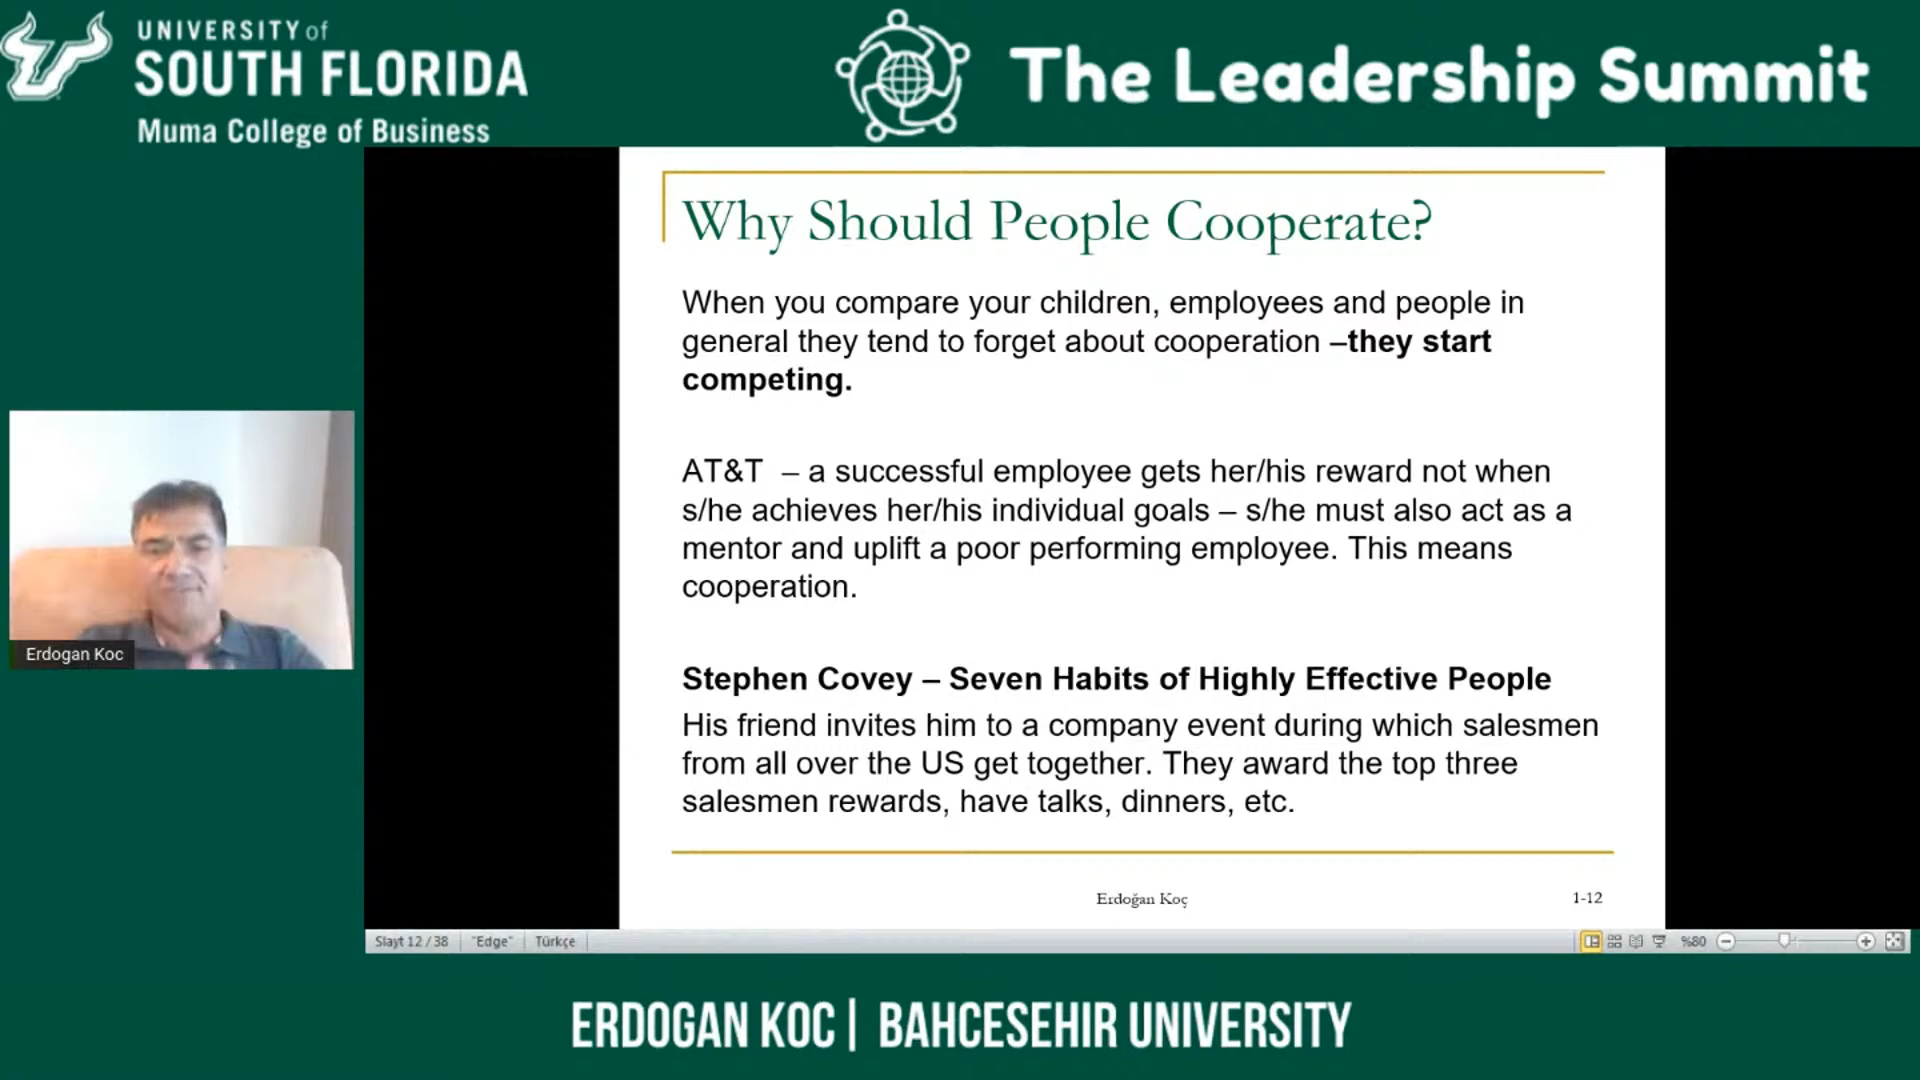 UNIVERSITY of
SOUTH FLORIDA
Muma College of Business
The Leadership Summit
Why Should People Cooperate?
When you compare your children, employees and people in
general they tend to forget about cooperation –they start
competing.
AT&T – a successful employee gets her/his reward not when
s/he achieves her/his individual goals – s/he must also act as a
mentor and uplift a poor performing employee. This means
cooperation.
Stephen Covey – Seven Habits of Highly Effective People
His friend invites him to a company event during which salesmen
from all over the US get together. They award the top three
salesmen rewards, have talks, dinners, etc.
Erdoğan Koç
1-12
Erdogan Koc
Slayt 12 / 38
"Edge"
Türkçe
%80
ERDOGAN KOC | BAHCESEHIR UNIVERSITY